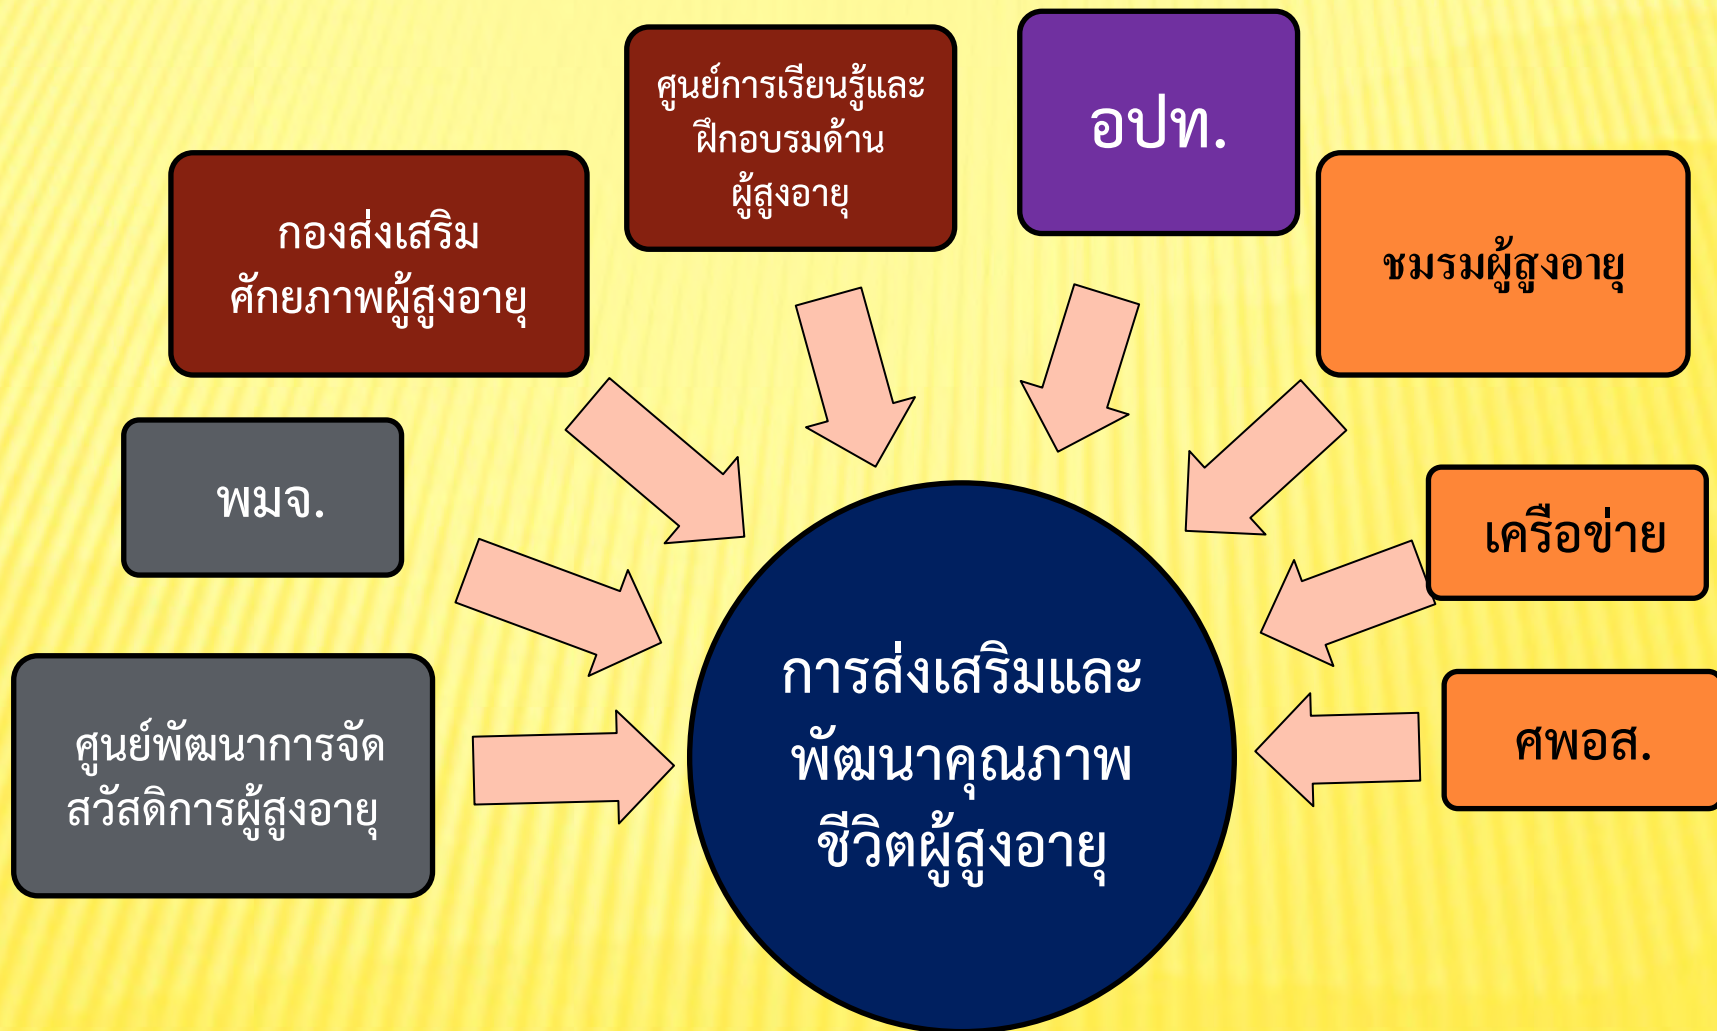 ศูนย์การเรียนรู้และ
ฝึกอบรมด้าน
ผู้สูงอายุ
อปท.
กองส่งเสริม
ศักยภาพผู้สูงอายุ
ชมรมผู้สูงอายุ
พมจ.
เครือข่าย
ศูนย์พัฒนาการจัด
สวัสดิการผู้สูงอายุ
ศพอส.
การส่งเสริมและ
พัฒนาคุณภาพ
ชีวิตผู้สูงอายุ